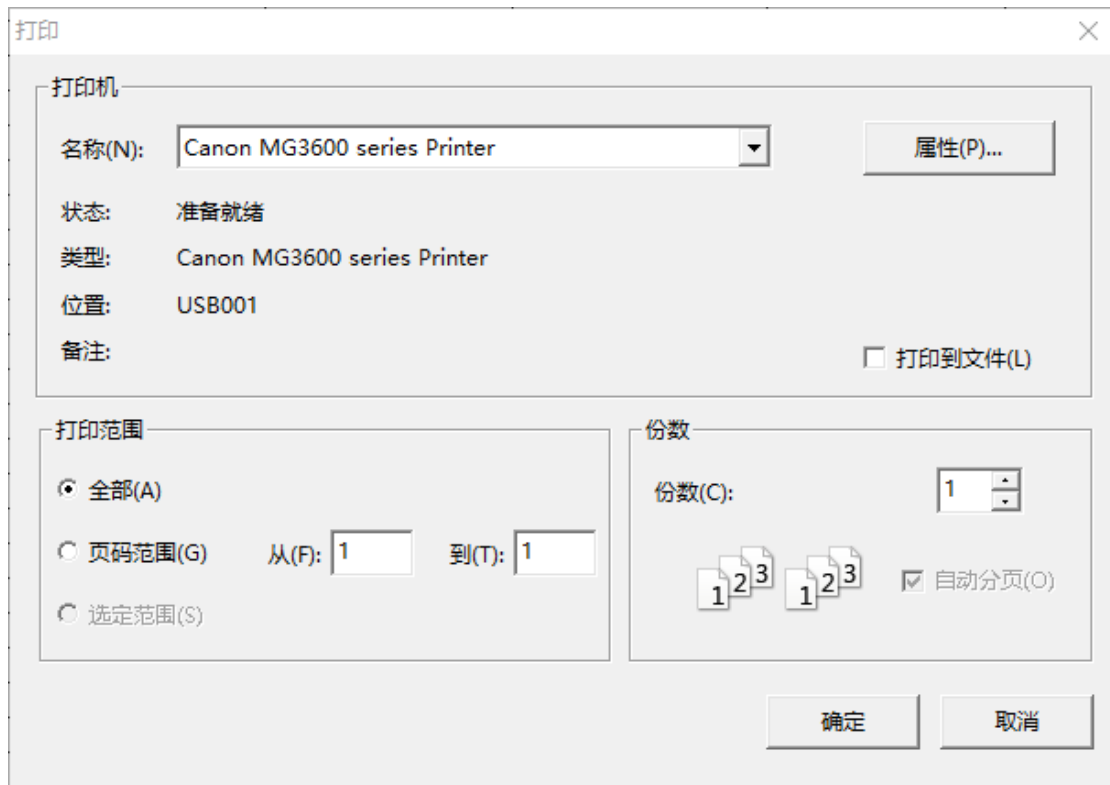 打印
打印机
名称(N): Canon MG3600 series Printer 属性(P)...
状态: 准备就绪
类型: Canon MG3600 series Printer
位置: USB001
备注: 打印到文件(L)
打印范围 份数
全部(A) 份数(C): 1
页码范围(G) 从(F): 1 到(T): 1
1 2 3 1 2 3 自动分页(O)
选定范围(S)
确定 取消